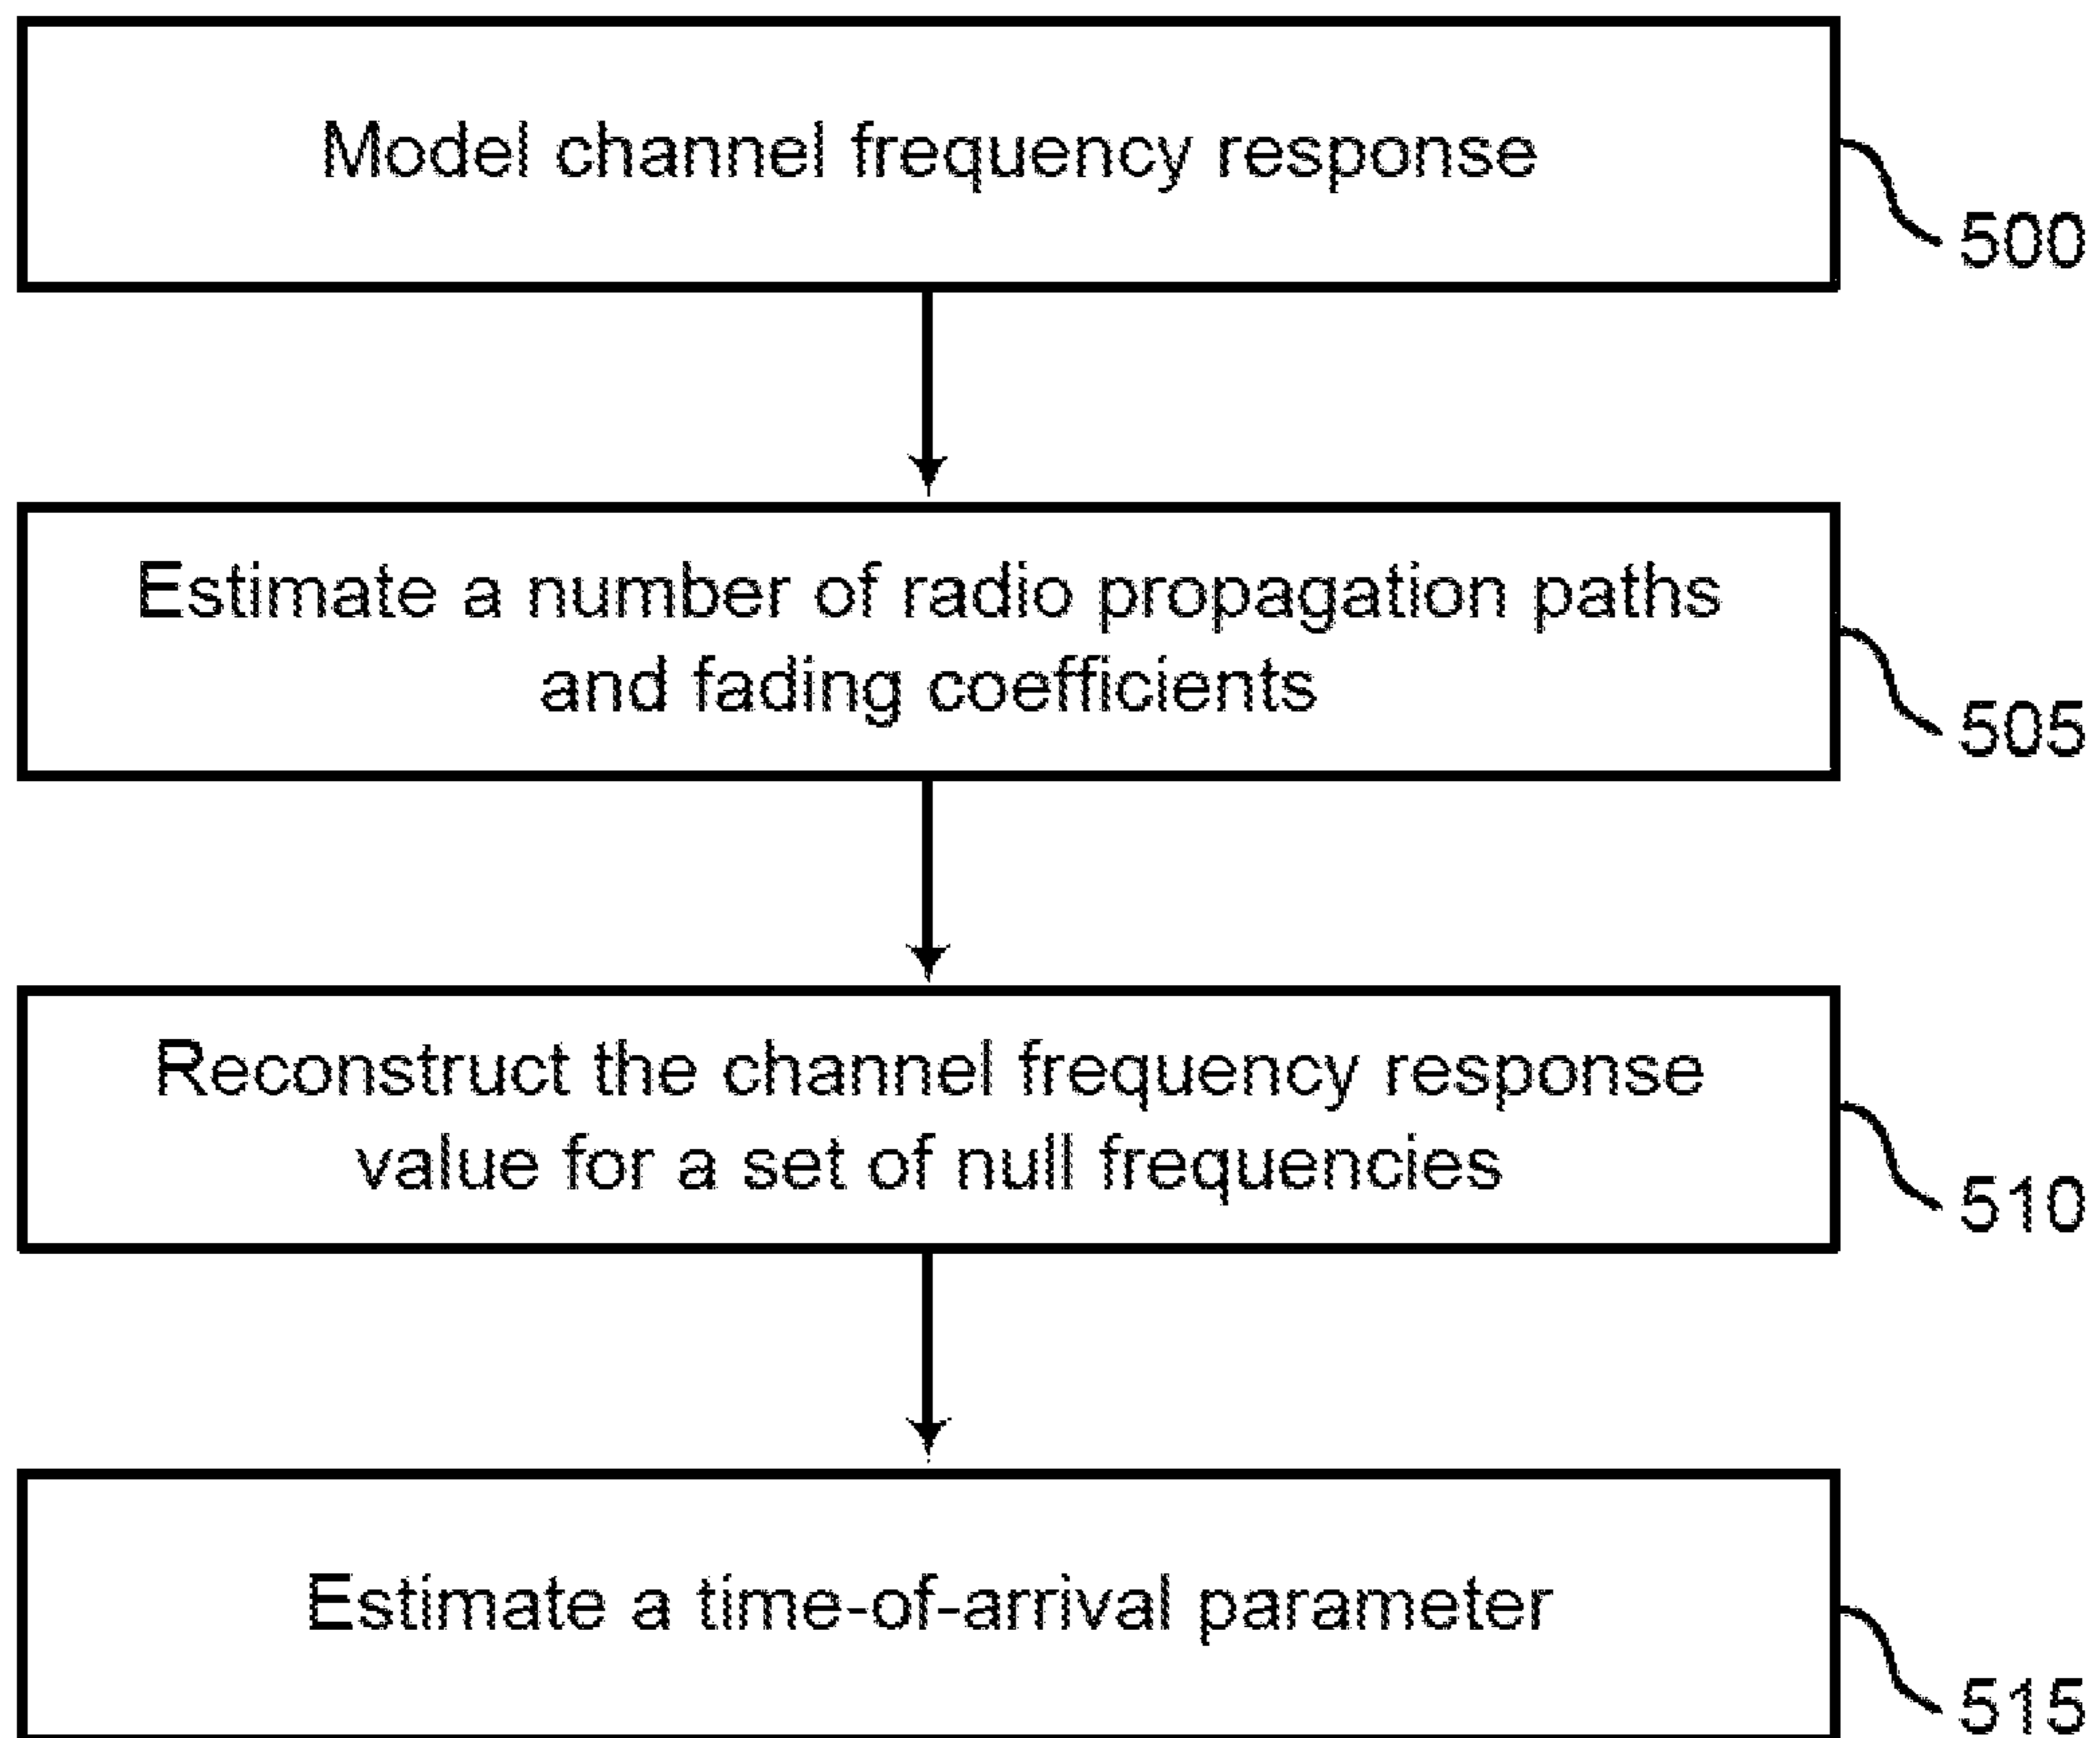 Model channel frequency response
500
Estimate a number of radio propagation paths
and fading coefficients
505
Reconstruct the channel frequency response
value for a set of null frequencies
510
Estimate a time-of-arrival parameter
515